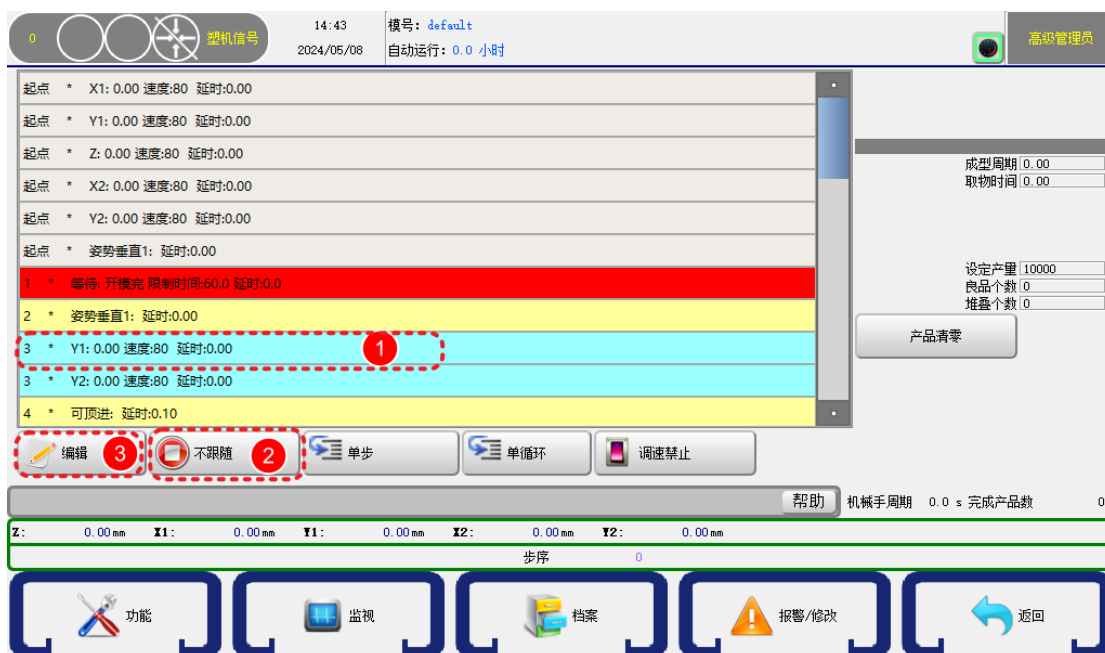 0 塑机信号 14:43 模号: default 高级管理员
2024/05/08 自动运行: 0.0 小时
起点 * X1: 0.00 速度:80 延时:0.00
起点 * Y1: 0.00 速度:80 延时:0.00
起点 * Z: 0.00 速度:80 延时:0.00
起点 * X2: 0.00 速度:80 延时:0.00
起点 * Y2: 0.00 速度:80 延时:0.00
起点 * 姿势垂直1: 延时:0.00
1 * 等待: 开模完 限制时间:60.0 延时:0.0
2 * 姿势垂直1: 延时:0.00
3 * Y1: 0.00 速度:80 延时:0.00 1
3 * Y2: 0.00 速度:80 延时:0.00
4 * 可顶进: 延时:0.10
成型周期 0.00
取物时间 0.00
设定产量 10000
良品个数 0
堆叠个数 0
产品清零
编辑 3 不跟随 2 单步 单循环 调速禁止
帮助 机械手周期 0.0 s 完成产品数 0
Z: 0.00mm X1: 0.00mm Y1: 0.00mm X2: 0.00mm Y2: 0.00mm
步序 0
功能 监视 档案 报警/修改 返回